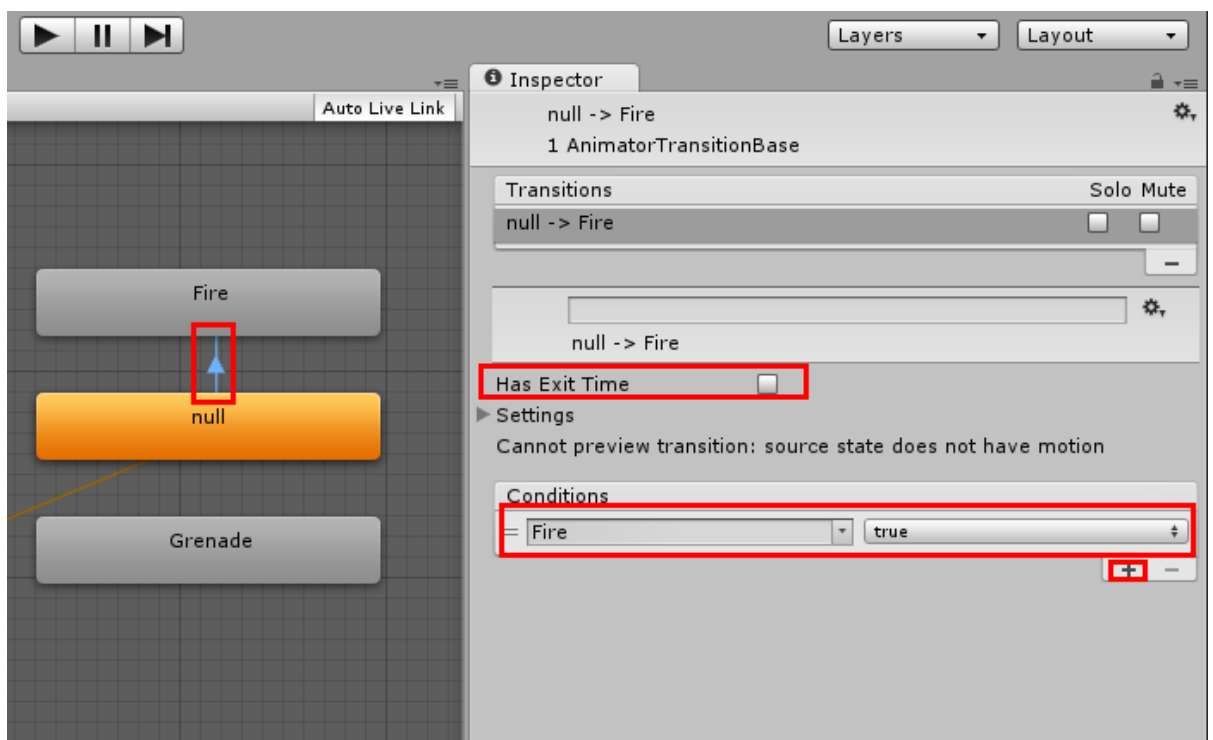 Layers
Layout
Inspector
Auto Live Link
null -> Fire
1 AnimatorTransitionBase
Transitions Solo Mute
null -> Fire
Fire
null -> Fire
Has Exit Time
null
Settings
Cannot preview transition: source state does not have motion
Conditions
Fire true
Grenade